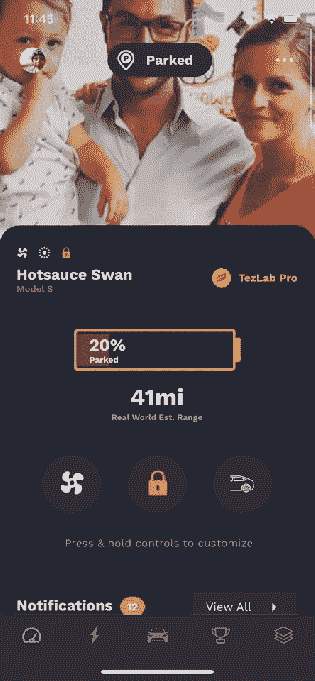 11:45
Parked
Hotsauce Swan
Model S
TezLab Pro
20%
Parked
41mi
Real World Est. Range
Press & hold controls to customize
Notifications 12
View All